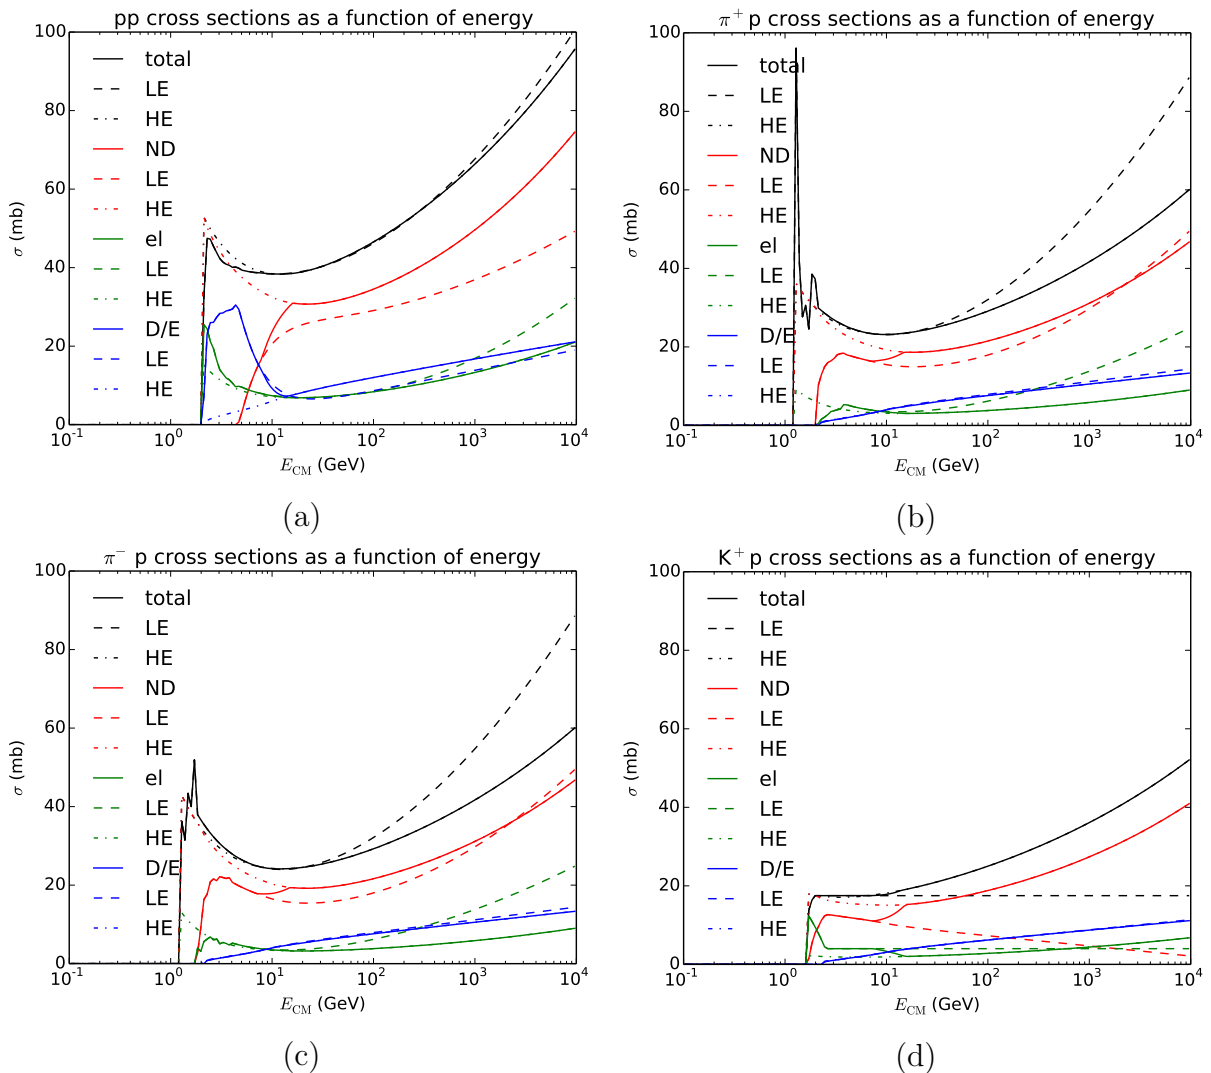 pp cross sections as a function of energy
100
80
60
40
20
0
σ (mb)
total
LE
HE
ND
LE
HE
el
LE
HE
D/E
LE
HE
10^-1 10^0 10^1 10^2 10^3 10^4
E_CM (GeV)
(a)
π^+ p cross sections as a function of energy
100
80
60
40
20
0
σ (mb)
total
LE
HE
ND
LE
HE
el
LE
HE
D/E
LE
HE
10^-1 10^0 10^1 10^2 10^3 10^4
E_CM (GeV)
(b)
π^- p cross sections as a function of energy
100
80
60
40
20
0
σ (mb)
total
LE
HE
ND
LE
HE
el
LE
HE
D/E
LE
HE
10^-1 10^0 10^1 10^2 10^3 10^4
E_CM (GeV)
(c)
K^+ p cross sections as a function of energy
100
80
60
40
20
0
σ (mb)
total
LE
HE
ND
LE
HE
el
LE
HE
D/E
LE
HE
10^-1 10^0 10^1 10^2 10^3 10^4
E_CM (GeV)
(d)